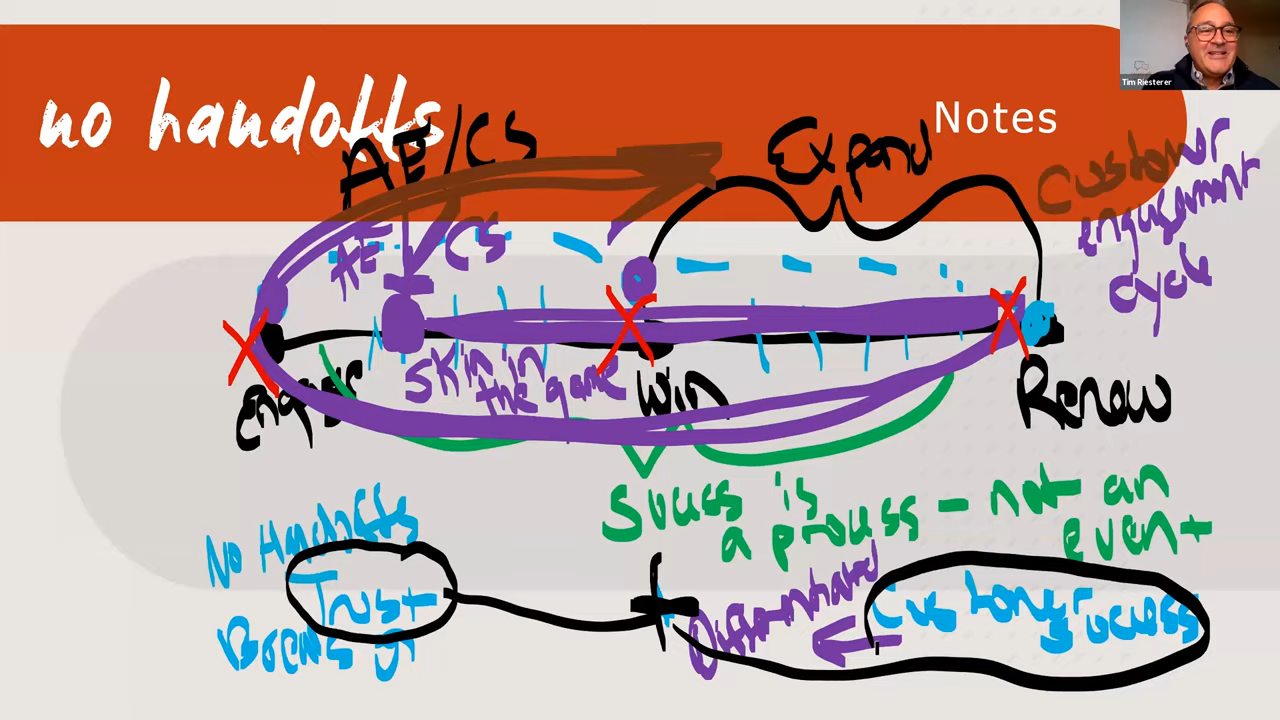 Tim Riesterer
no handoffs
Notes
AE/CS
Expand
Customer
engagement
cycle
AE CS
Skin in
the game
Engage
Win
Renew
Success is
a process - not an
event
No Handoffs
Trust
Differentiated
Customer Success